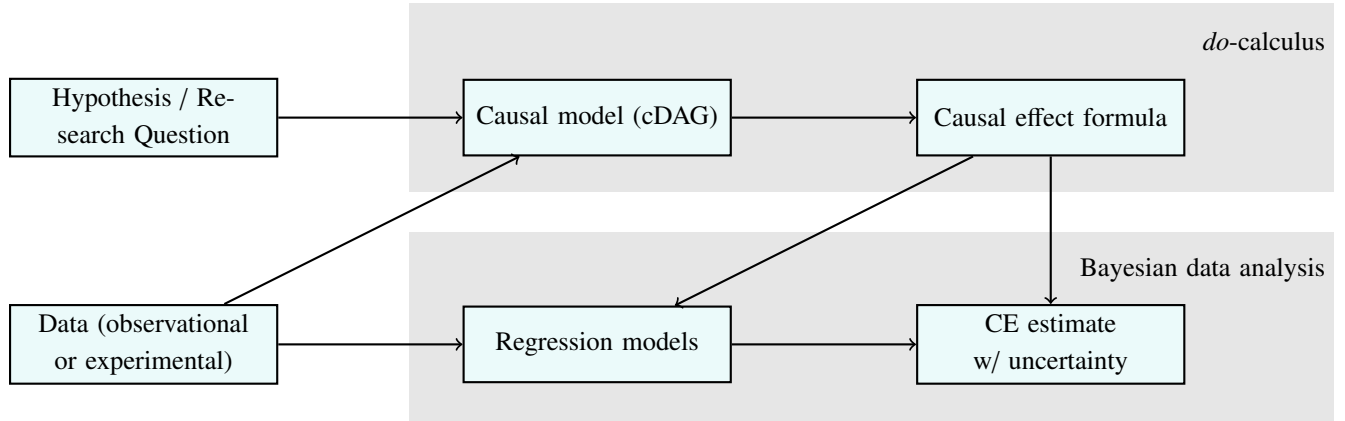 do-calculus
Hypothesis / Re-
search Question
Causal model (cDAG)
Causal effect formula
Bayesian data analysis
Data (observational
or experimental)
Regression models
CE estimate
w/ uncertainty